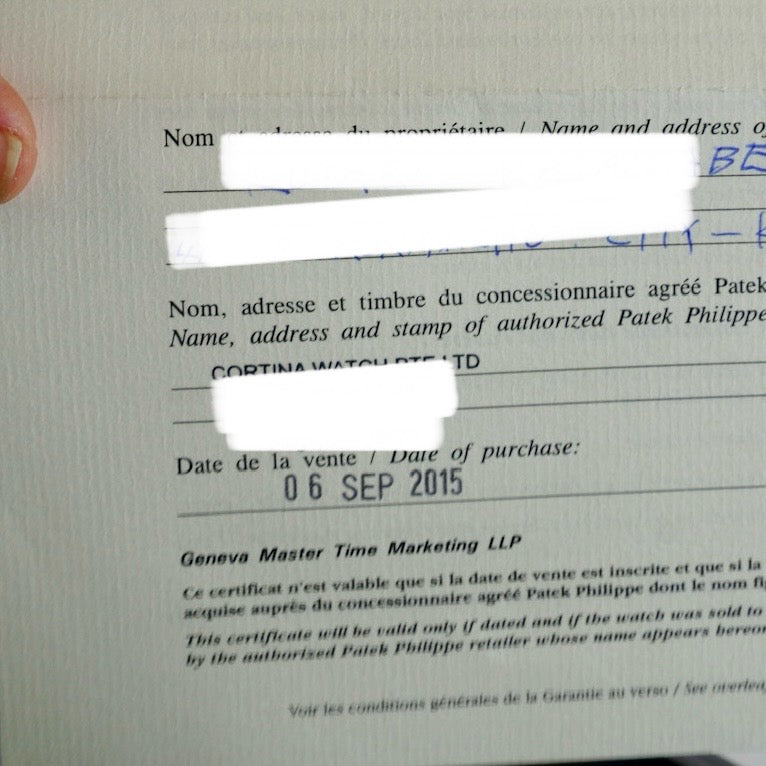 Nom et adresse du propriétaire / Name and address o
BE
Nom, adresse et timbre du concessionnaire agréé Patek
Name, address and stamp of authorized Patek Philippe
CORTINA WATCH PTE LTD
Date de la vente / Date of purchase:
06 SEP 2015
Geneva Master Time Marketing LLP
Ce certificat n'est valable que si la date de vente est inscrite et que si la
acquise auprès du concessionnaire agréé Patek Philippe dont le nom fi
This certificate will be valid only if dated and if the watch was sold to
by the authorized Patek Philippe retailer whose name appears hereon
Voir les conditions générales de la Garantie au verso / See overleaf